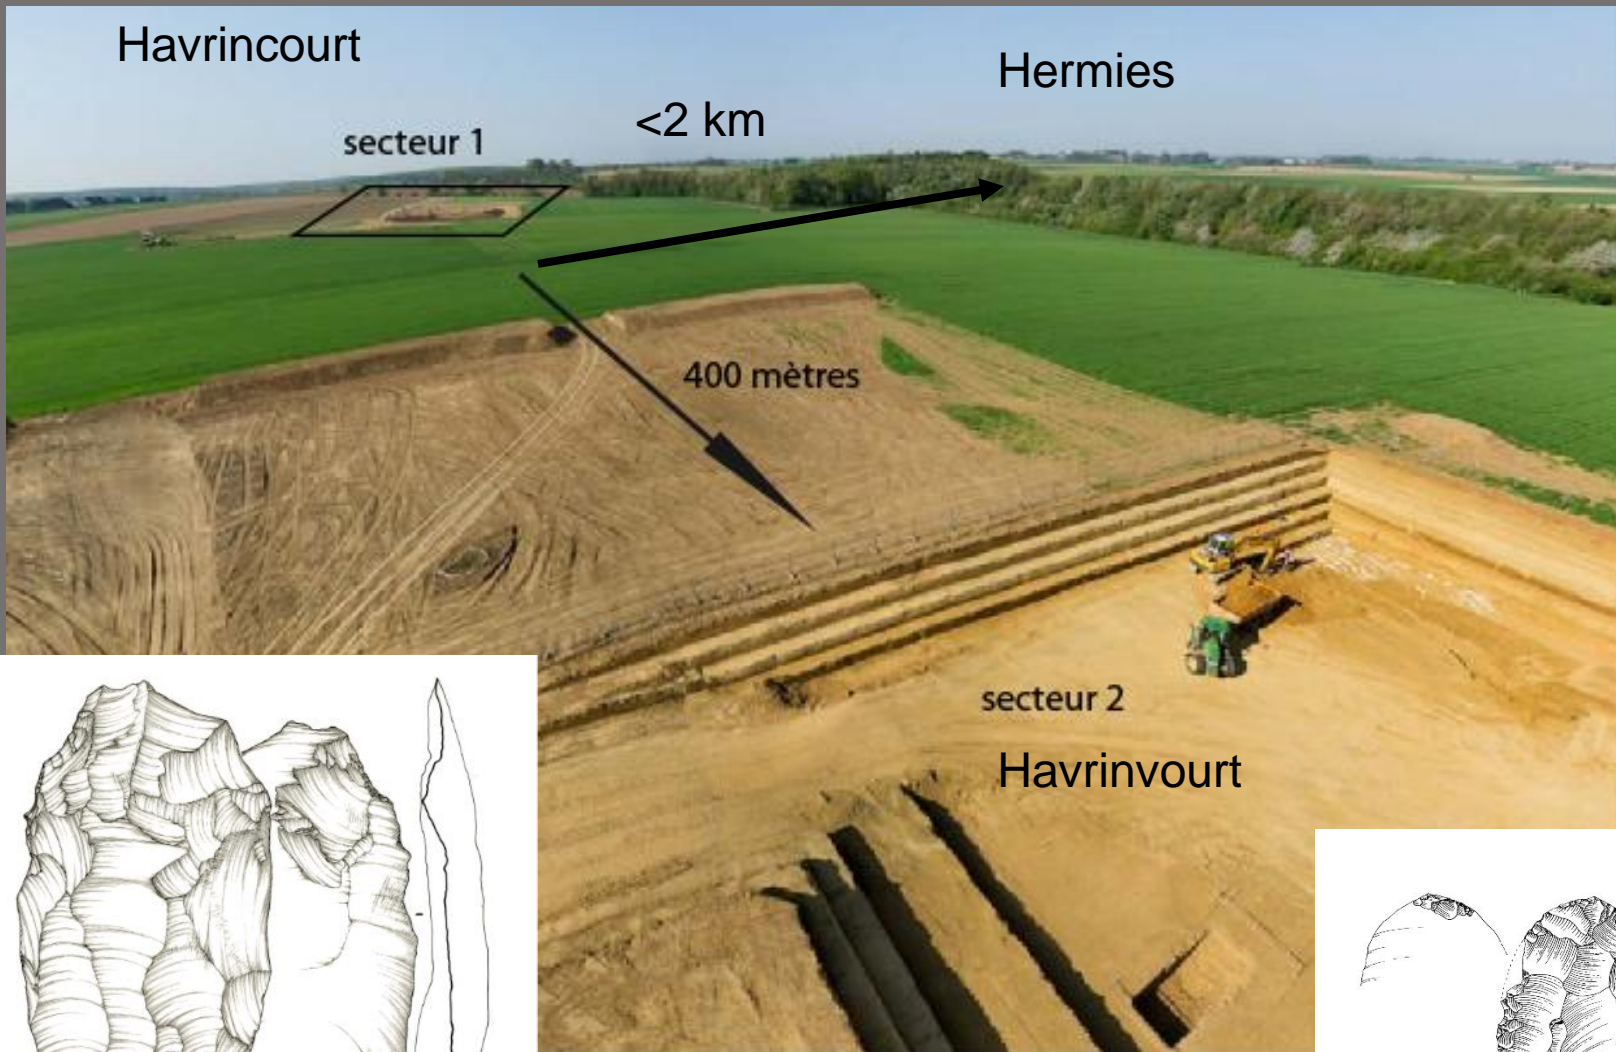 Havrincourt
Hermies
<2 km
secteur 1
400 mètres
secteur 2
Havrinvourt